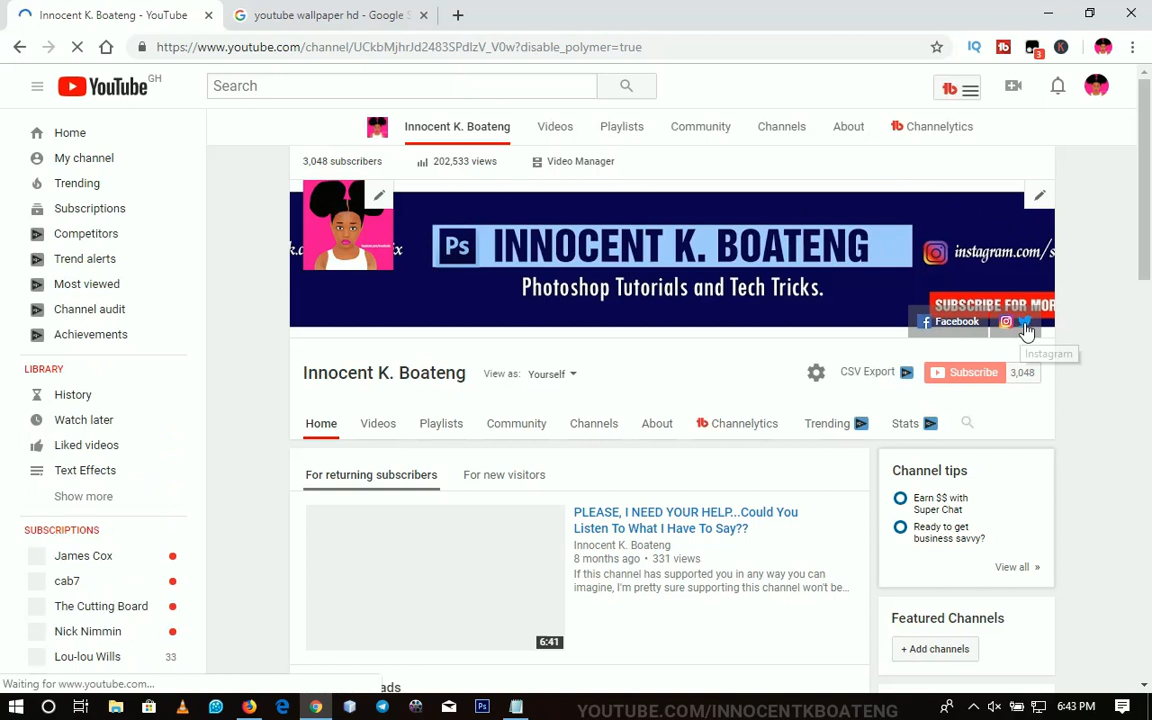 Innocent K. Boateng - YouTube
youtube wallpaper hd - Google S
https://www.youtube.com/channel/UCkbMjhrJd2483SPdlzV_V0w?disable_polymer=true
IQ
3
K
YouTube GH
Search
Innocent K. Boateng Videos Playlists Community Channels About Channelytics
3,048 subscribers 202,533 views Video Manager
Ps INNOCENT K. BOATENG
instagram.com/s
Photoshop Tutorials and Tech Tricks.
SUBSCRIBE FOR MOR
Facebook
Instagram
Innocent K. Boateng View as: Yourself CSV Export Subscribe 3,048
Home Videos Playlists Community Channels About Channelytics Trending Stats
For returning subscribers For new visitors
PLEASE, I NEED YOUR HELP...Could You
Listen To What I Have To Say??
Innocent K. Boateng
8 months ago • 331 views
If this channel has supported you in any way you can
imagine, I'm pretty sure supporting this channel won't be...
6:41
ads
Channel tips
Earn $$ with
Super Chat
Ready to get
business savvy?
View all »
Featured Channels
+ Add channels
Home
My channel
Trending
Subscriptions
Competitors
Trend alerts
Most viewed
Channel audit
Achievements
LIBRARY
History
Watch later
Liked videos
Text Effects
Show more
SUBSCRIPTIONS
James Cox
cab7
The Cutting Board
Nick Nimmin
Lou-lou Wills 33
Waiting for www.youtube.com...
YOUTUBE.COM/INNOCENTKBOATENG
6:43 PM